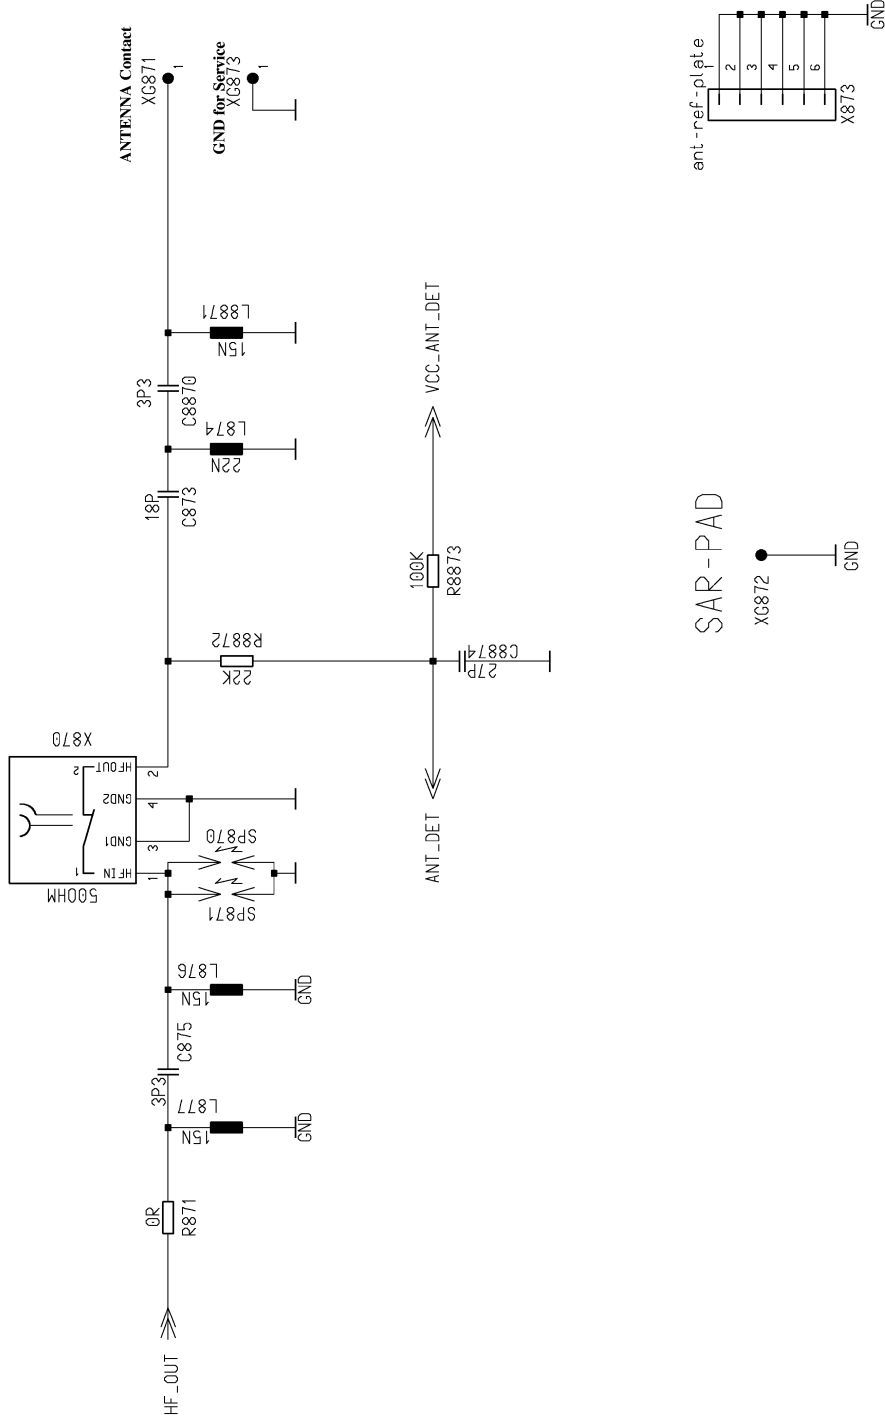 ANTENNA Contact
XG871
1
GND for Service
XG873
1
GND
ant-ref-plate
1
2
3
4
5
6
X873
L8871
15N
3P3
C8870
L874
22N
18P
C873
VCC_ANT_DET
100K
R8873
R8872
22K
C8874
27P
ANT_DET
SAR-PAD
XG872
GND
X870
HFOUT
2
2
GND2
4
GND1
3
HFIN
1
1
50OHM
SP870
SP871
L876
15N
GND
C875
3P3
L877
15N
GND
0R
R871
HF_OUT